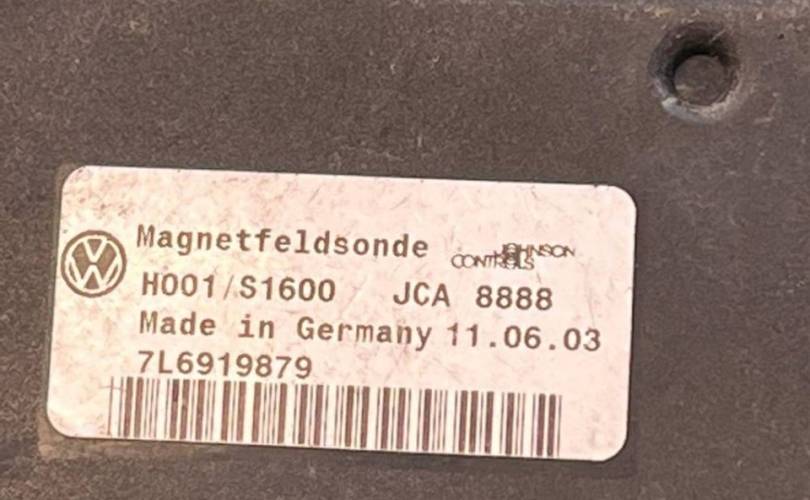 Magnetfeldsonde JOHNSON CONTROLS
H001/S1600 JCA 8888
Made in Germany 11.06.03
7L6919879